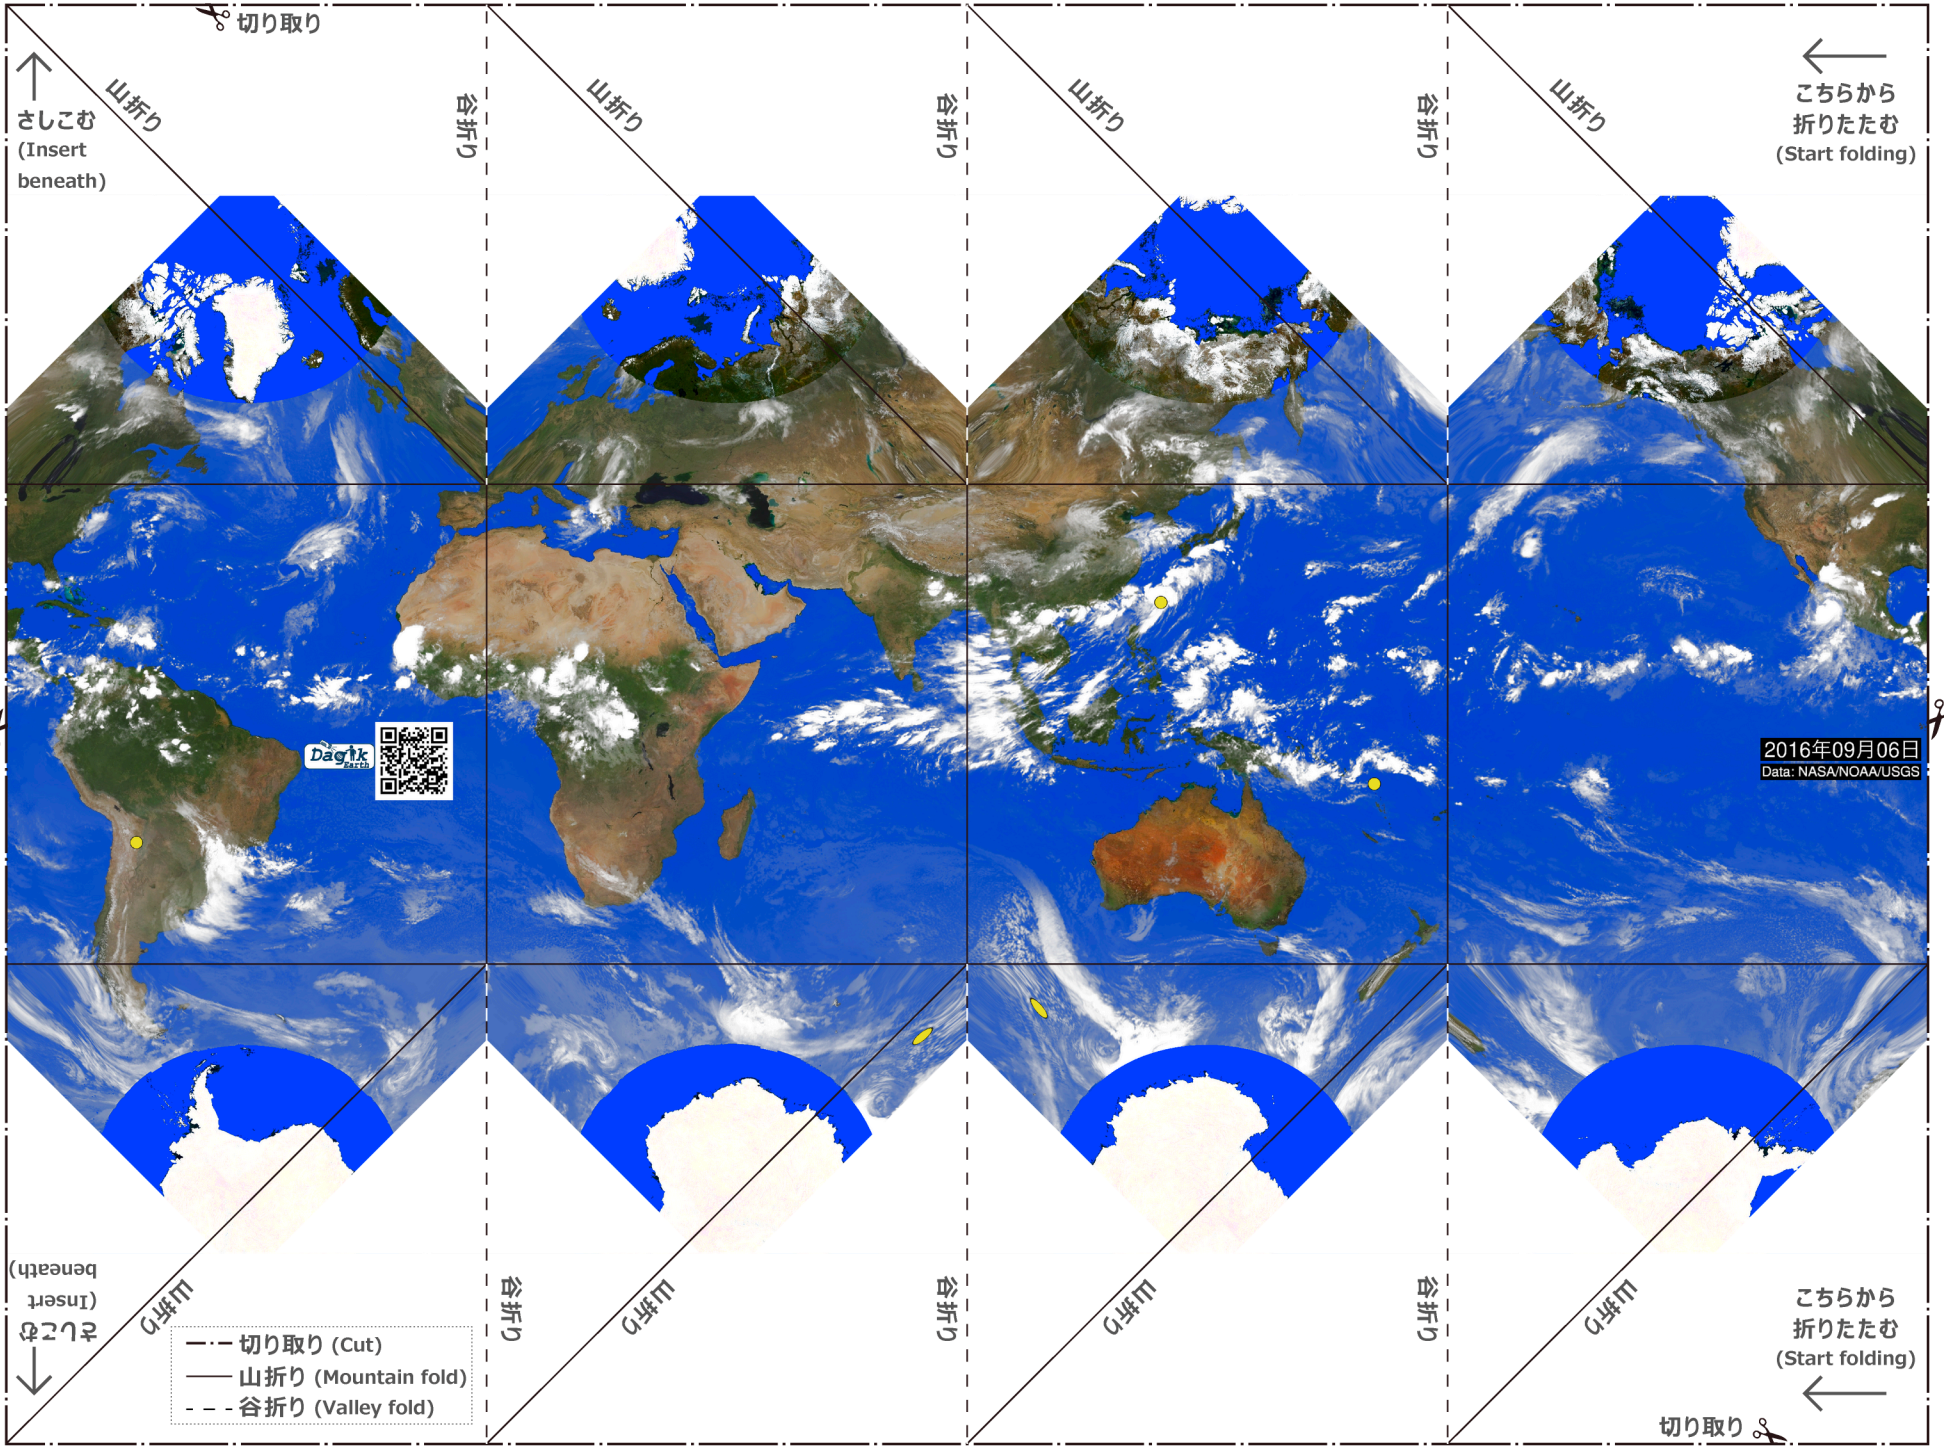 切り取り
山折り
谷折り
山折り
谷折り
山折り
谷折り
山折り
さしこむ
(Insert
beneath)
こちらから
折りたたむ
(Start folding)
Dagik
Earth
2016年09月06日
Data: NASA/NOAA/USGS
さしこむ
(Insert
beneath)
山折り
谷折り
山折り
谷折り
山折り
谷折り
山折り
こちらから
折りたたむ
(Start folding)
切り取り (Cut)
山折り (Mountain fold)
谷折り (Valley fold)
切り取り